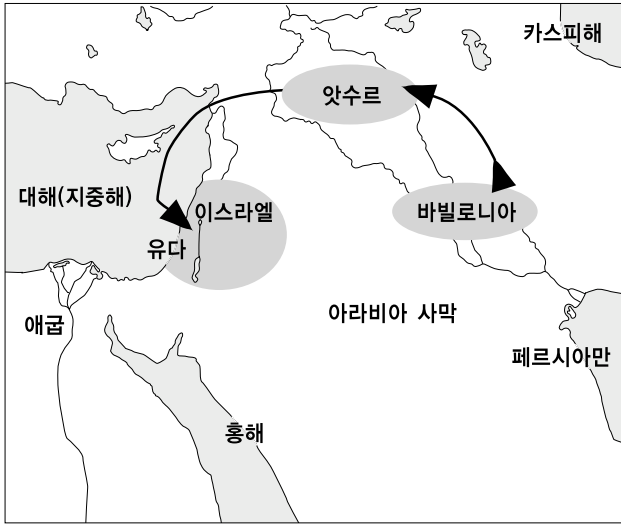 카스피해
앗수르
대해(지중해)
이스라엘
바빌로니아
유다
아라비아 사막
애굽
페르시아만
홍해